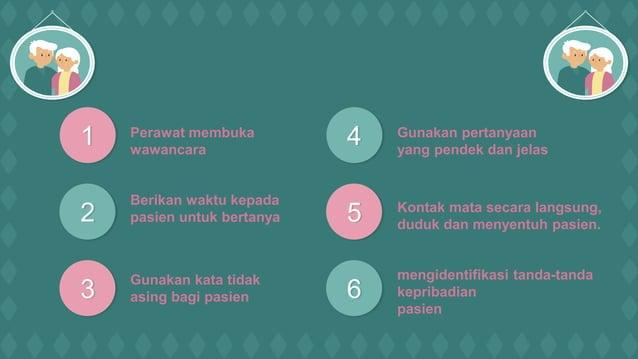 1
Perawat membuka
wawancara
2
Berikan waktu kepada
pasien untuk bertanya
3
Gunakan kata tidak
asing bagi pasien
4
Gunakan pertanyaan
yang pendek dan jelas
5
Kontak mata secara langsung,
duduk dan menyentuh pasien.
6
mengidentifikasi tanda-tanda
kepribadian
pasien